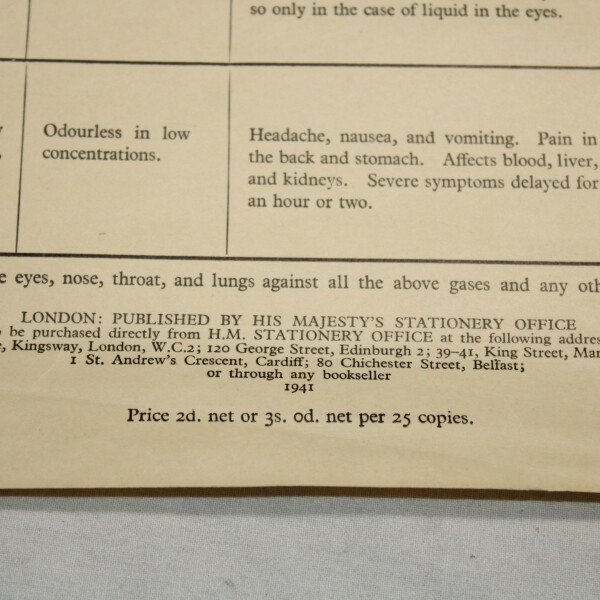 so only in the case of liquid in the eyes.
Odourless in low
concentrations.
Headache, nausea, and vomiting. Pain in
the back and stomach. Affects blood, liver,
and kidneys. Severe symptoms delayed for
an hour or two.
eyes, nose, throat, and lungs against all the above gases and any
LONDON: PUBLISHED BY HIS MAJESTY'S STATIONERY OFFICE
be purchased directly from H.M. STATIONERY OFFICE at the following
Kingsway, London, W.C.2; 120 George Street, Edinburgh 2; 39-41, King Street,
1 St. Andrew's Crescent, Cardiff; 80 Chichester Street, Belfast;
or through any bookseller
1941
Price 2d. net or 3s. 0d. net per 25 copies.